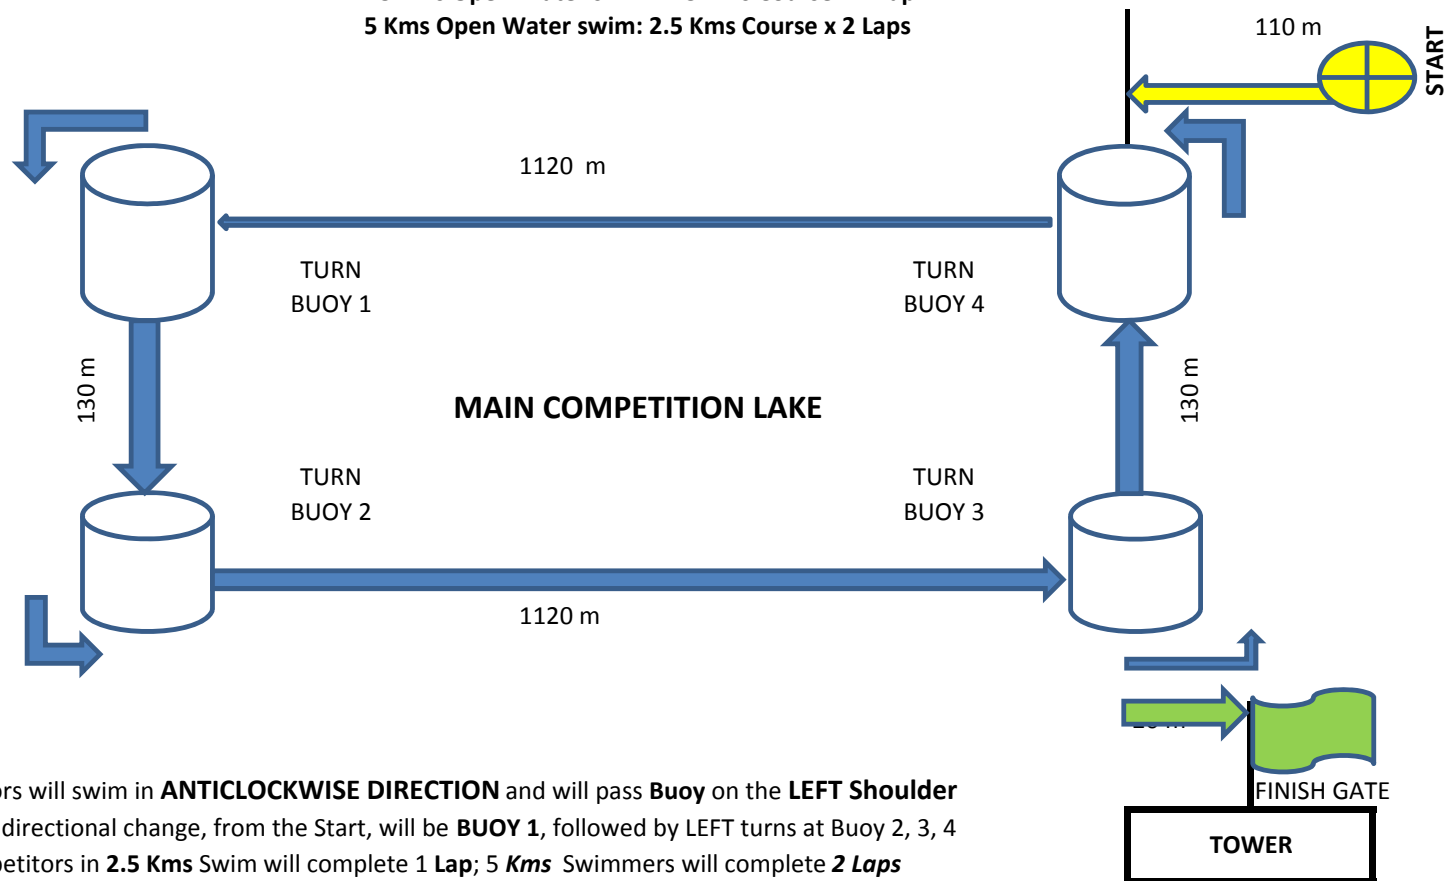 5 Kms Open Water swim: 2.5 Kms Course x 2 Laps
110 m
START
1120 m
TURN
BUOY 1
TURN
BUOY 4
130 m
MAIN COMPETITION LAKE
130 m
TURN
BUOY 2
TURN
BUOY 3
1120 m
FINISH GATE
TOWER
will swim in ANTICLOCKWISE DIRECTION and will pass Buoy on the LEFT Shoulder
directional change, from the Start, will be BUOY 1, followed by LEFT turns at Buoy 2, 3, 4
in 2.5 Kms Swim will complete 1 Lap; 5 Kms Swimmers will complete 2 Laps